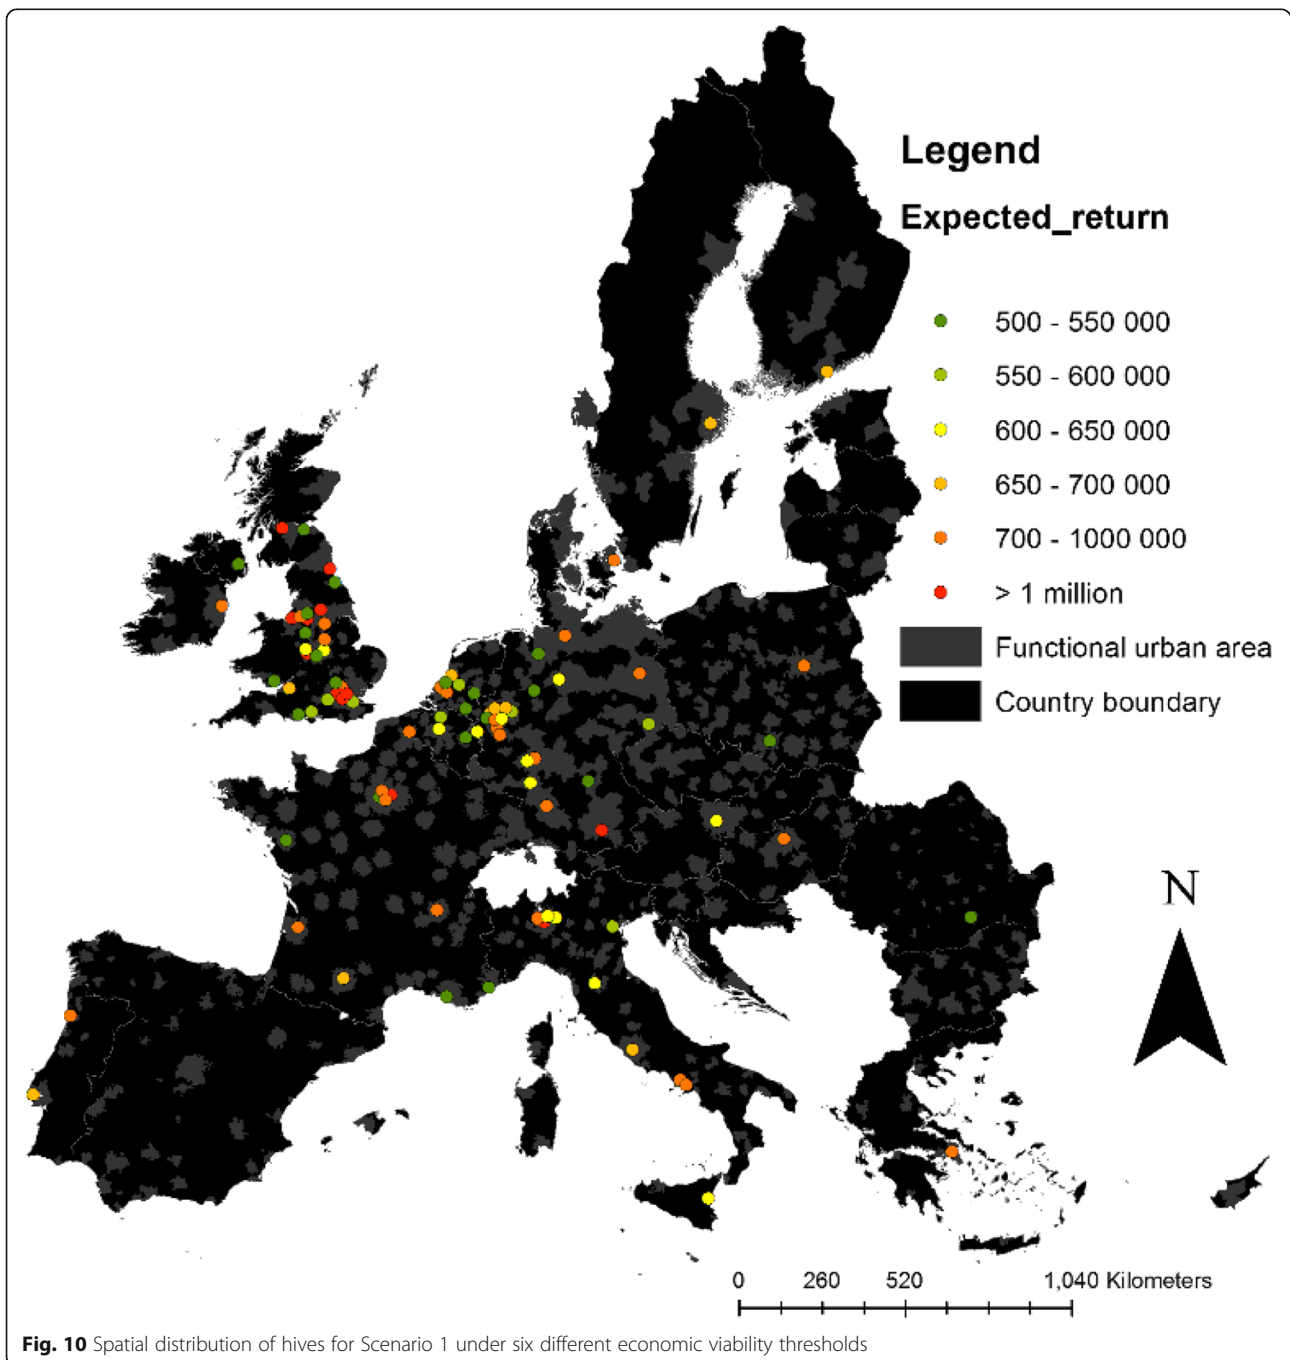 Legend
Expected_return
500 - 550 000
550 - 600 000
600 - 650 000
650 - 700 000
700 - 1000 000
> 1 million
Functional urban area
Country boundary
N
0 260 520 1,040 Kilometers
Fig. 10 Spatial distribution of hives for Scenario 1 under six different economic viability thresholds